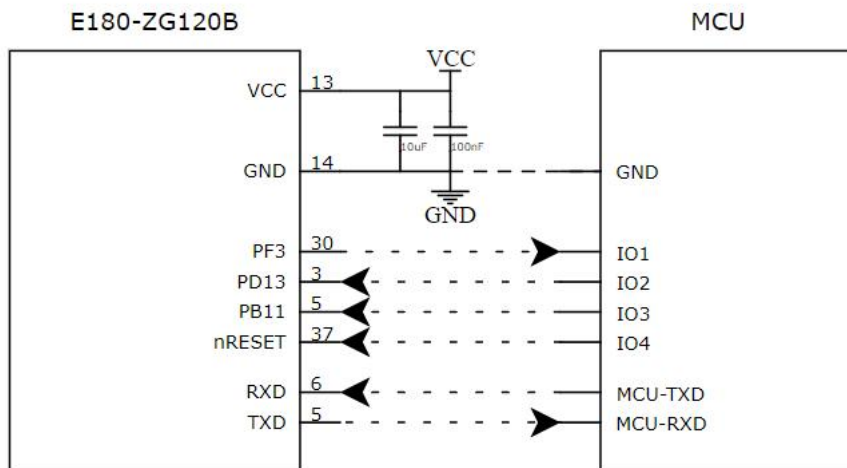 E180-ZG120B MCU
VCC
VCC 13
10uF 100nF
GND 14 GND
GND
PF3 30 IO1
PD13 3 IO2
PB11 5 IO3
nRESET 37 IO4
RXD 6 MCU-TXD
TXD 5 MCU-RXD